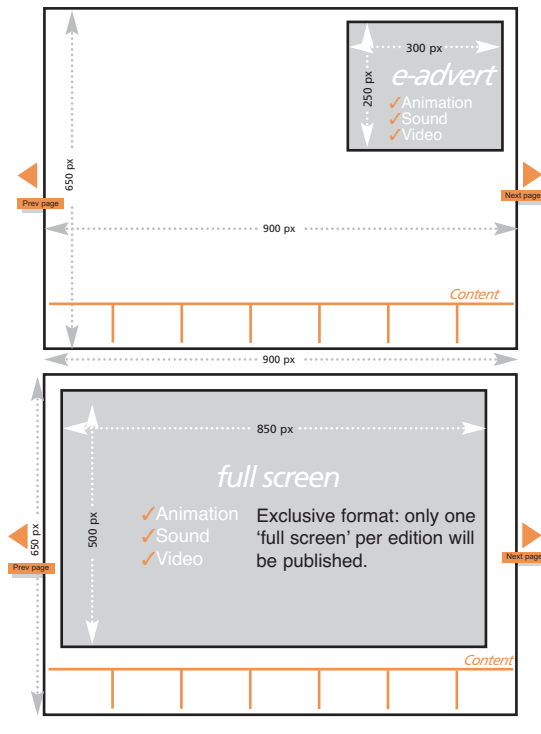 300 px
e-advert
250 px
✓Animation
✓Sound
✓Video
650 px
Prev page
Next page
900 px
Content
900 px
850 px
full screen
500 px
✓Animation
✓Sound
✓Video
Exclusive format: only one
‘full screen’ per edition will
be published.
650 px
Prev page
Next page
Content